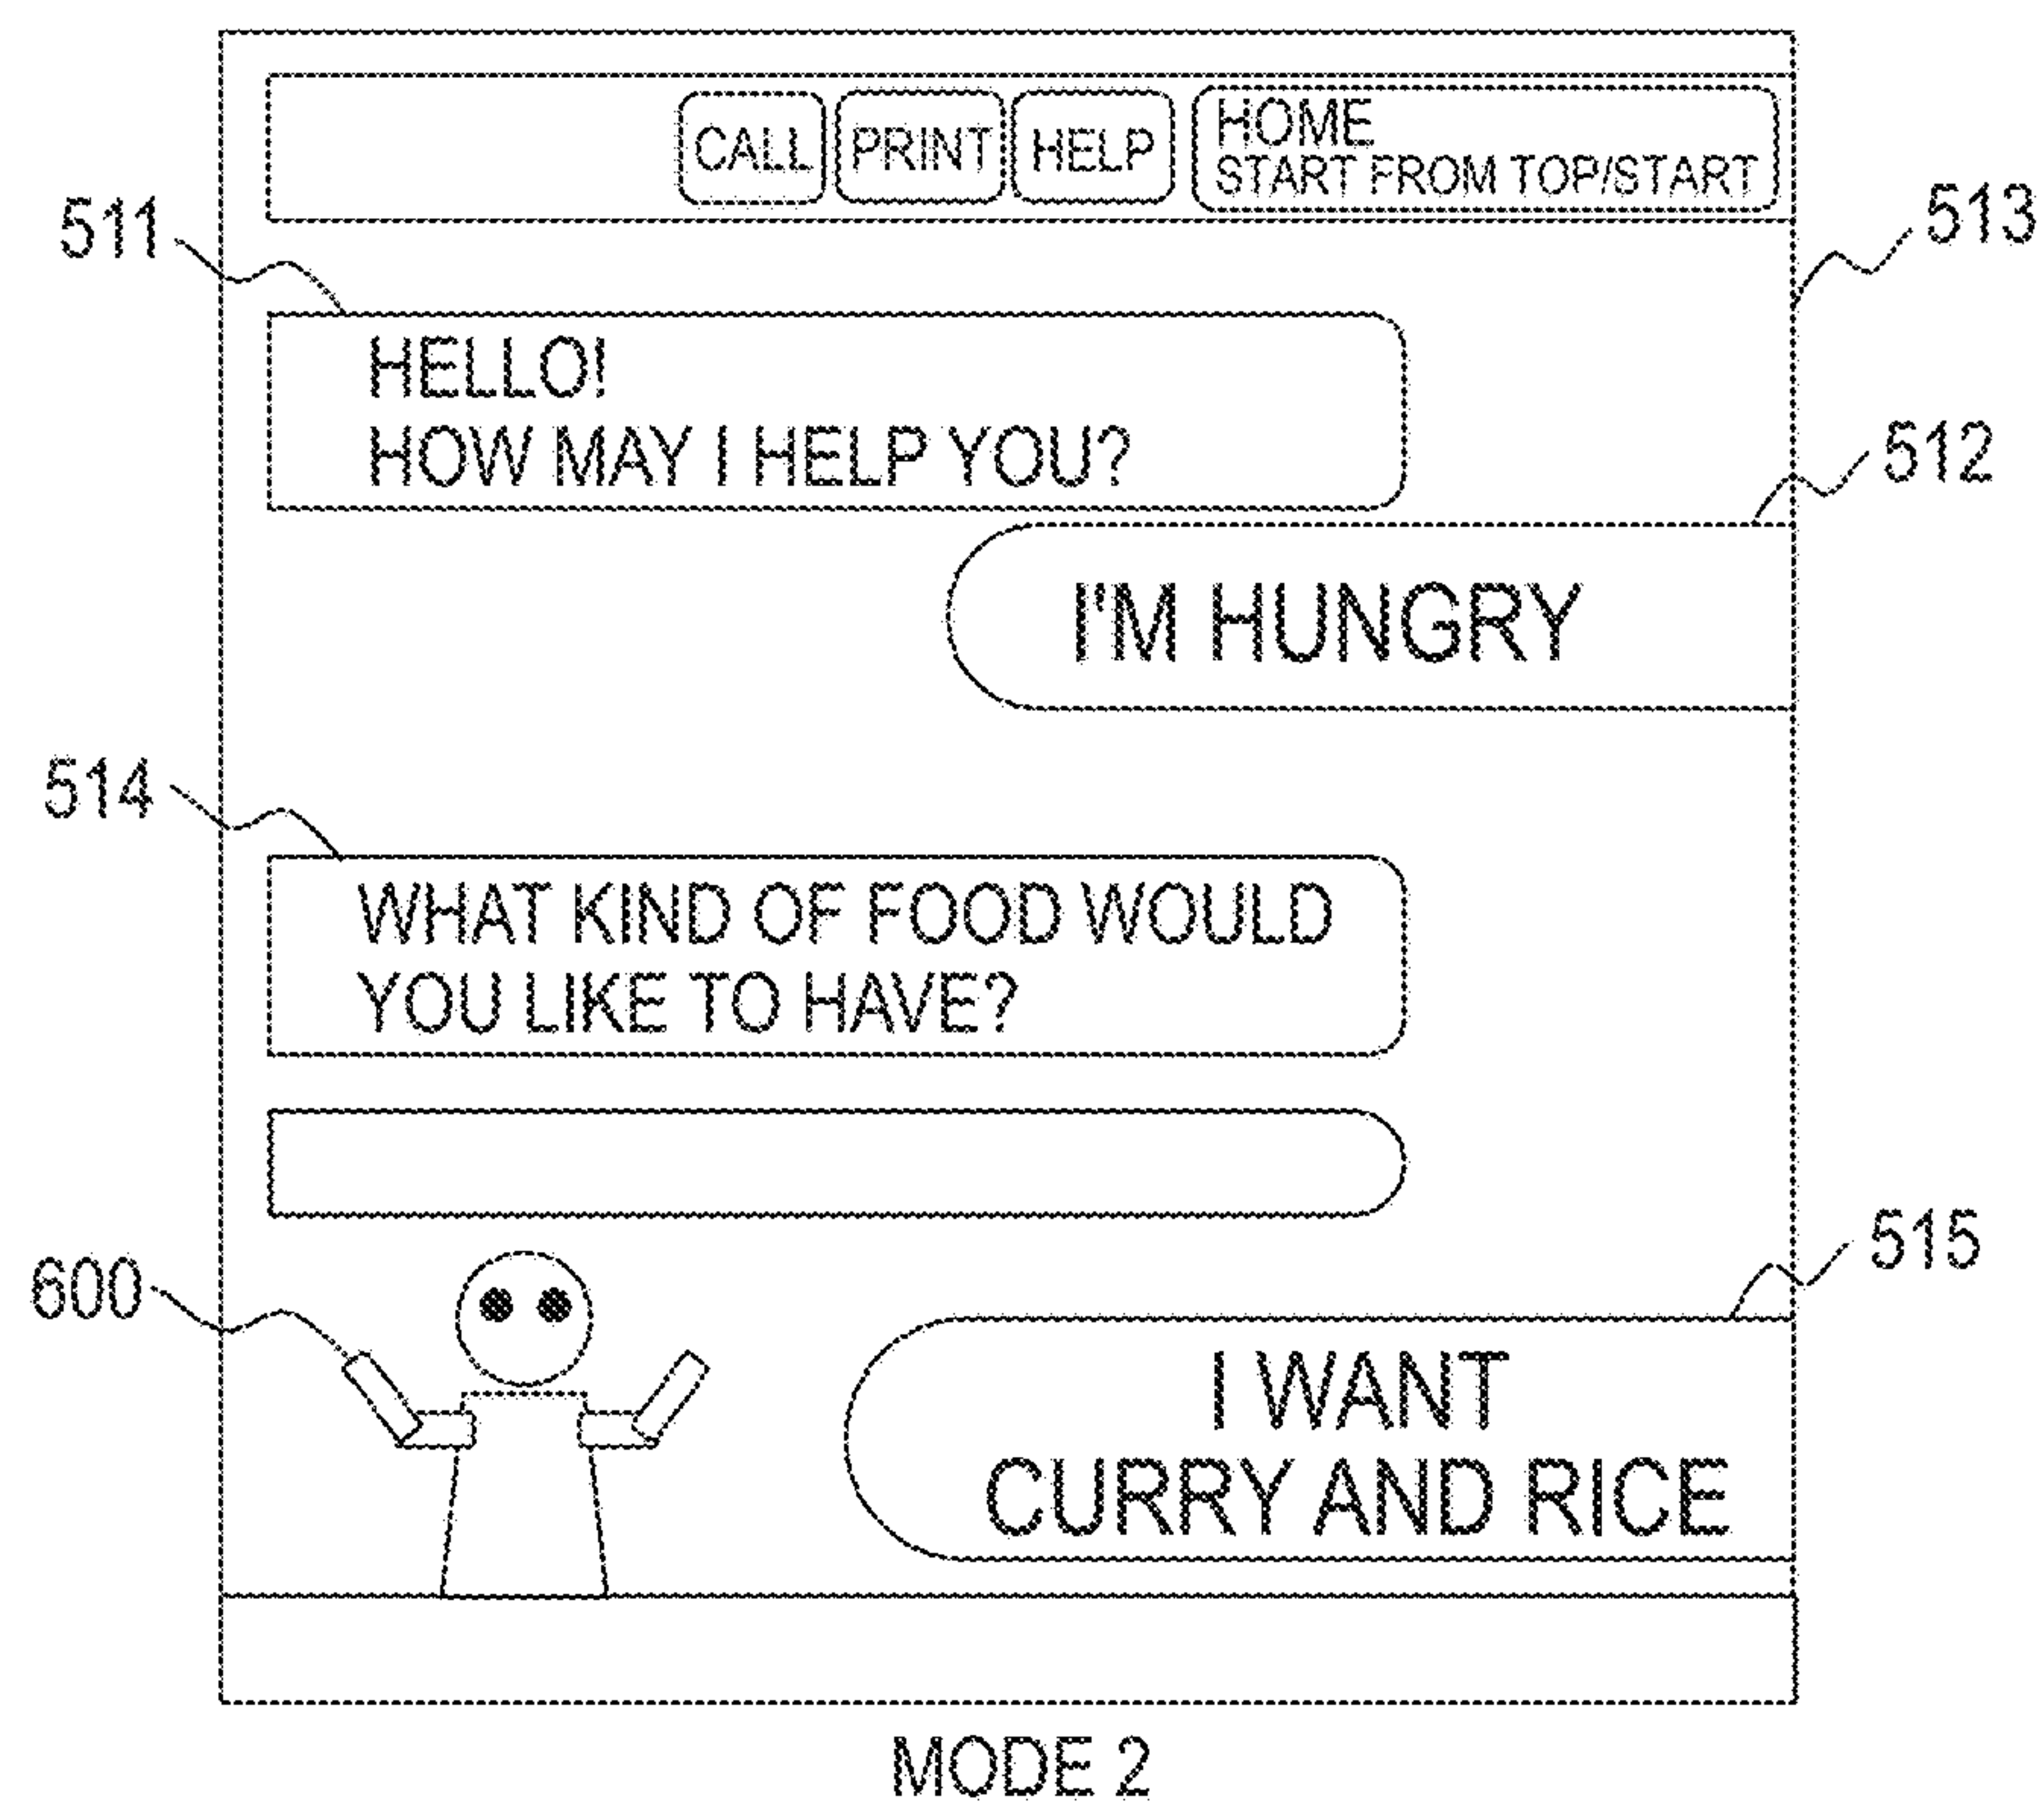 CALL PRINT HELP HOME
START FROM TOP/START
511
513
HELLO!
HOW MAY I HELP YOU?
512
I'M HUNGRY
514
WHAT KIND OF FOOD WOULD
YOU LIKE TO HAVE?
515
600
I WANT
CURRY AND RICE
MODE 2